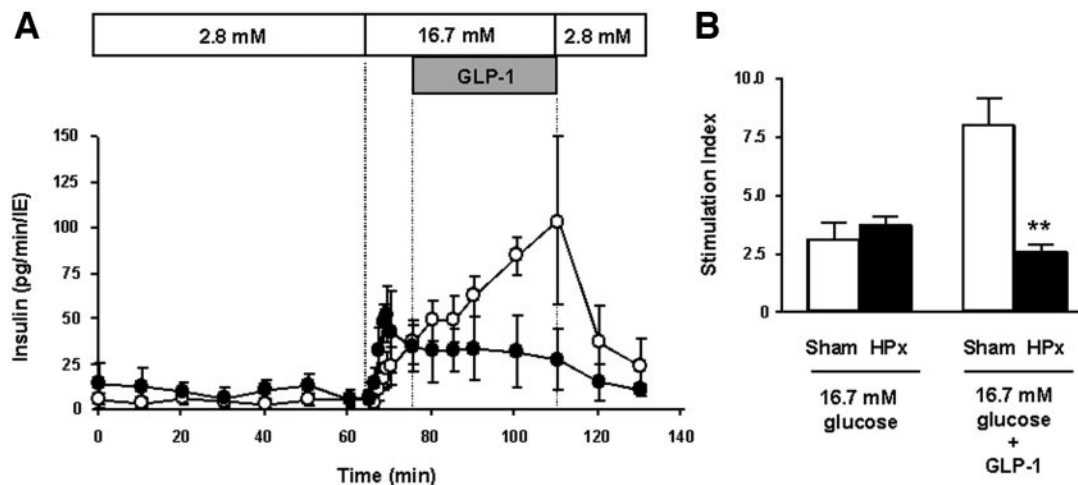 A
2.8 mM 16.7 mM 2.8 mM
GLP-1
150
125
100
75
50
25
0
Insulin (pg/min/IE)
0 20 40 60 80 100 120 140
Time (min)
B
10.0
7.5
5.0
2.5
0
Stimulation Index
**
Sham HPx Sham HPx
16.7 mM
glucose
16.7 mM
glucose
+
GLP-1